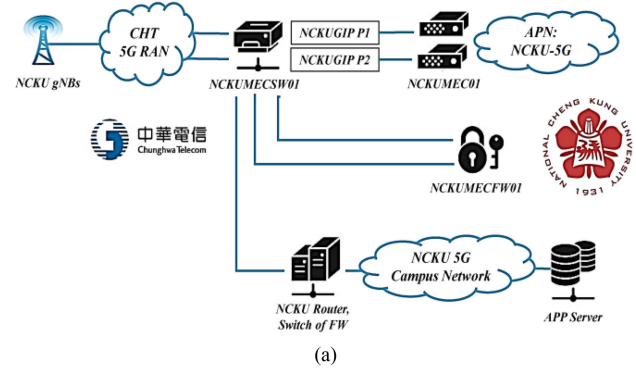 CHT
5G RAN
NCKUGIP P1
NCKUGIP P2
APN:
NCKU-5G
NCKU gNBs
NCKUMECSW01
NCKUMEC01
中華電信
Chunghwa Telecom
NCKUMECFW01
NATIONAL CHENG KUNG UNIVERSITY
1931
NCKU 5G
Campus Network
NCKU Router,
Switch of FW
APP Server
(a)